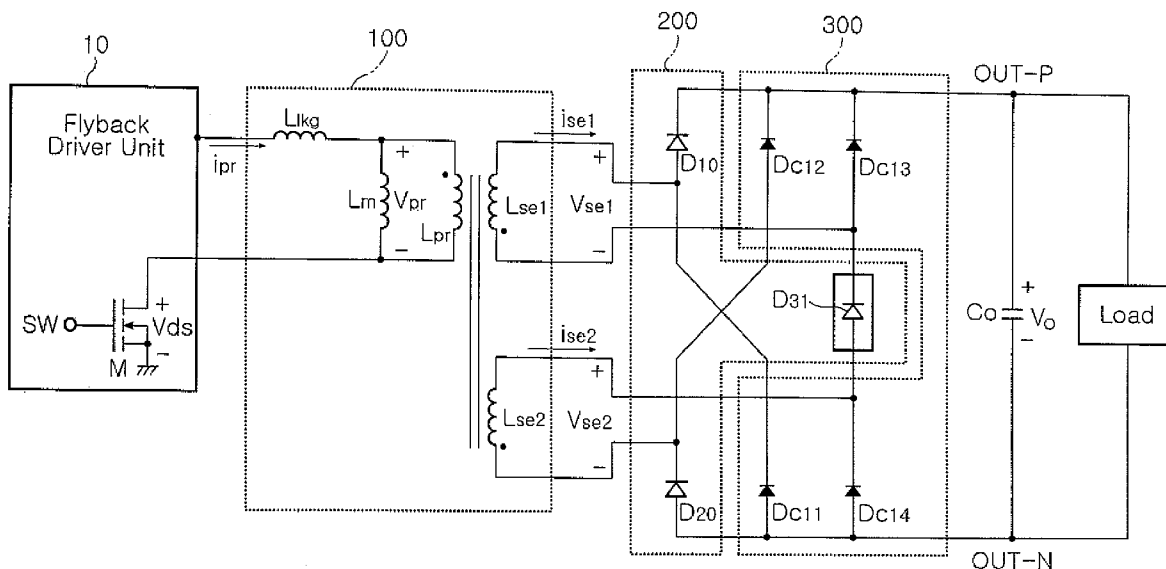 10
100
200
300
OUT-P
Flyback
Driver Unit
Llkg
ipr
ise1
+
+
Lm
Vpr
Lpr
Lse1
Vse1
−
−
D10
DC12
DC13
D31
Co
+
Vo
−
Load
SW
+
Vds
−
M
ise2
+
Lse2
Vse2
−
D20
DC11
DC14
OUT-N